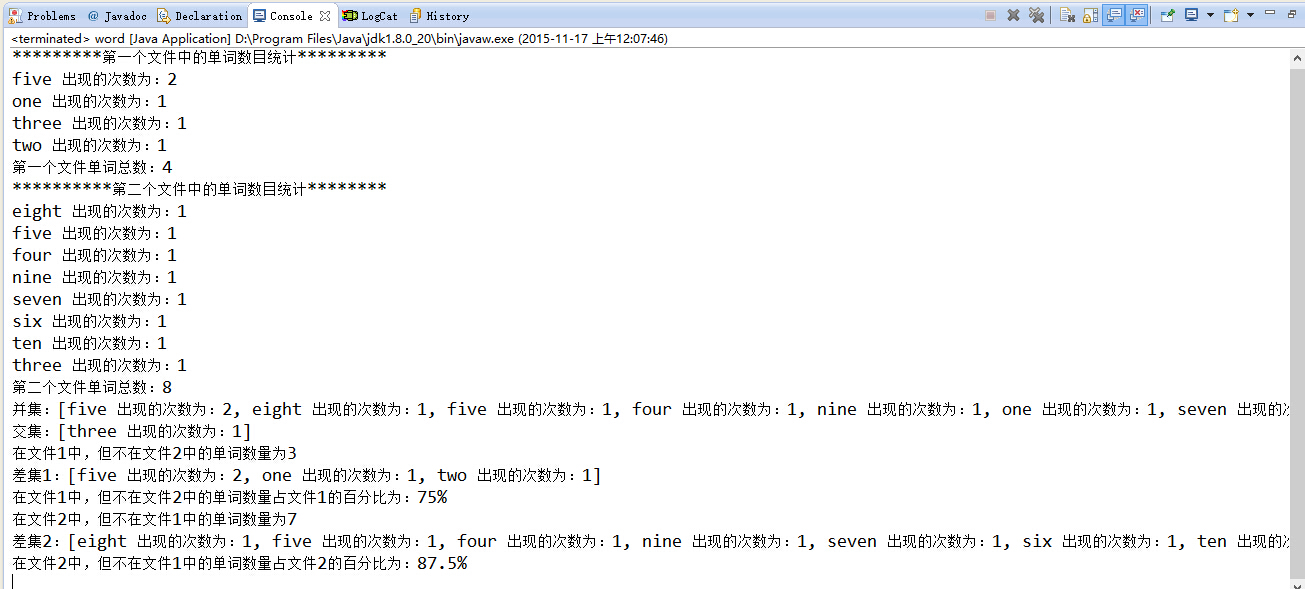 Problems @ Javadoc Declaration Console LogCat History
<terminated> word [Java Application] D:\Program Files\Java\jdk1.8.0_20\bin\javaw.exe (2015-11-17 上午12:07:46)
*********第一个文件中的单词数目统计*********
five 出现的次数为：2
one 出现的次数为：1
three 出现的次数为：1
two 出现的次数为：1
第一个文件单词总数：4
**********第二个文件中的单词数目统计********
eight 出现的次数为：1
five 出现的次数为：1
four 出现的次数为：1
nine 出现的次数为：1
seven 出现的次数为：1
six 出现的次数为：1
ten 出现的次数为：1
three 出现的次数为：1
第二个文件单词总数：8
并集：[five 出现的次数为：2, eight 出现的次数为：1, five 出现的次数为：1, four 出现的次数为：1, nine 出现的次数为：1, one 出现的次数为：1, seven 出现的
交集：[three 出现的次数为：1]
在文件1中，但不在文件2中的单词数量为3
差集1：[five 出现的次数为：2, one 出现的次数为：1, two 出现的次数为：1]
在文件1中，但不在文件2中的单词数量占文件1的百分比为：75%
在文件2中，但不在文件1中的单词数量为7
差集2：[eight 出现的次数为：1, five 出现的次数为：1, four 出现的次数为：1, nine 出现的次数为：1, seven 出现的次数为：1, six 出现的次数为：1, ten 出现的
在文件2中，但不在文件1中的单词数量占文件2的百分比为：87.5%